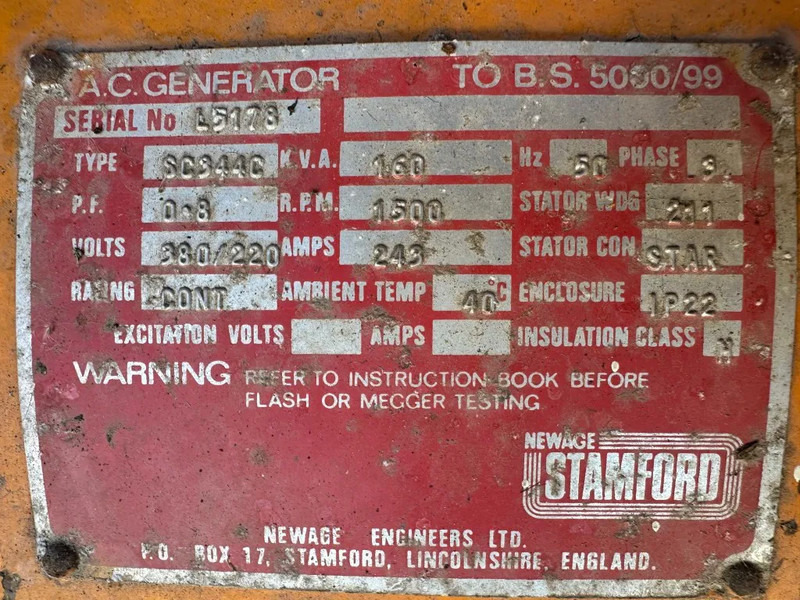 A.C. GENERATOR TO B.S. 5000/99
SERIAL No L5178
TYPE SC344C K.V.A. 160 Hz 50 PHASE 3
P.F. 0.8 R.P.M. 1500 STATOR WDG 211
VOLTS 380/220 AMPS 243 STATOR CON STAR
RATING CONT AMBIENT TEMP 40 °C ENCLOSURE IP22
EXCITATION VOLTS AMPS INSULATION CLASS H
WARNING REFER TO INSTRUCTION BOOK BEFORE
FLASH OR MEGGER TESTING
NEWAGE
STAMFORD
NEWAGE ENGINEERS LTD.
P.O. BOX 17, STAMFORD, LINCOLNSHIRE, ENGLAND.